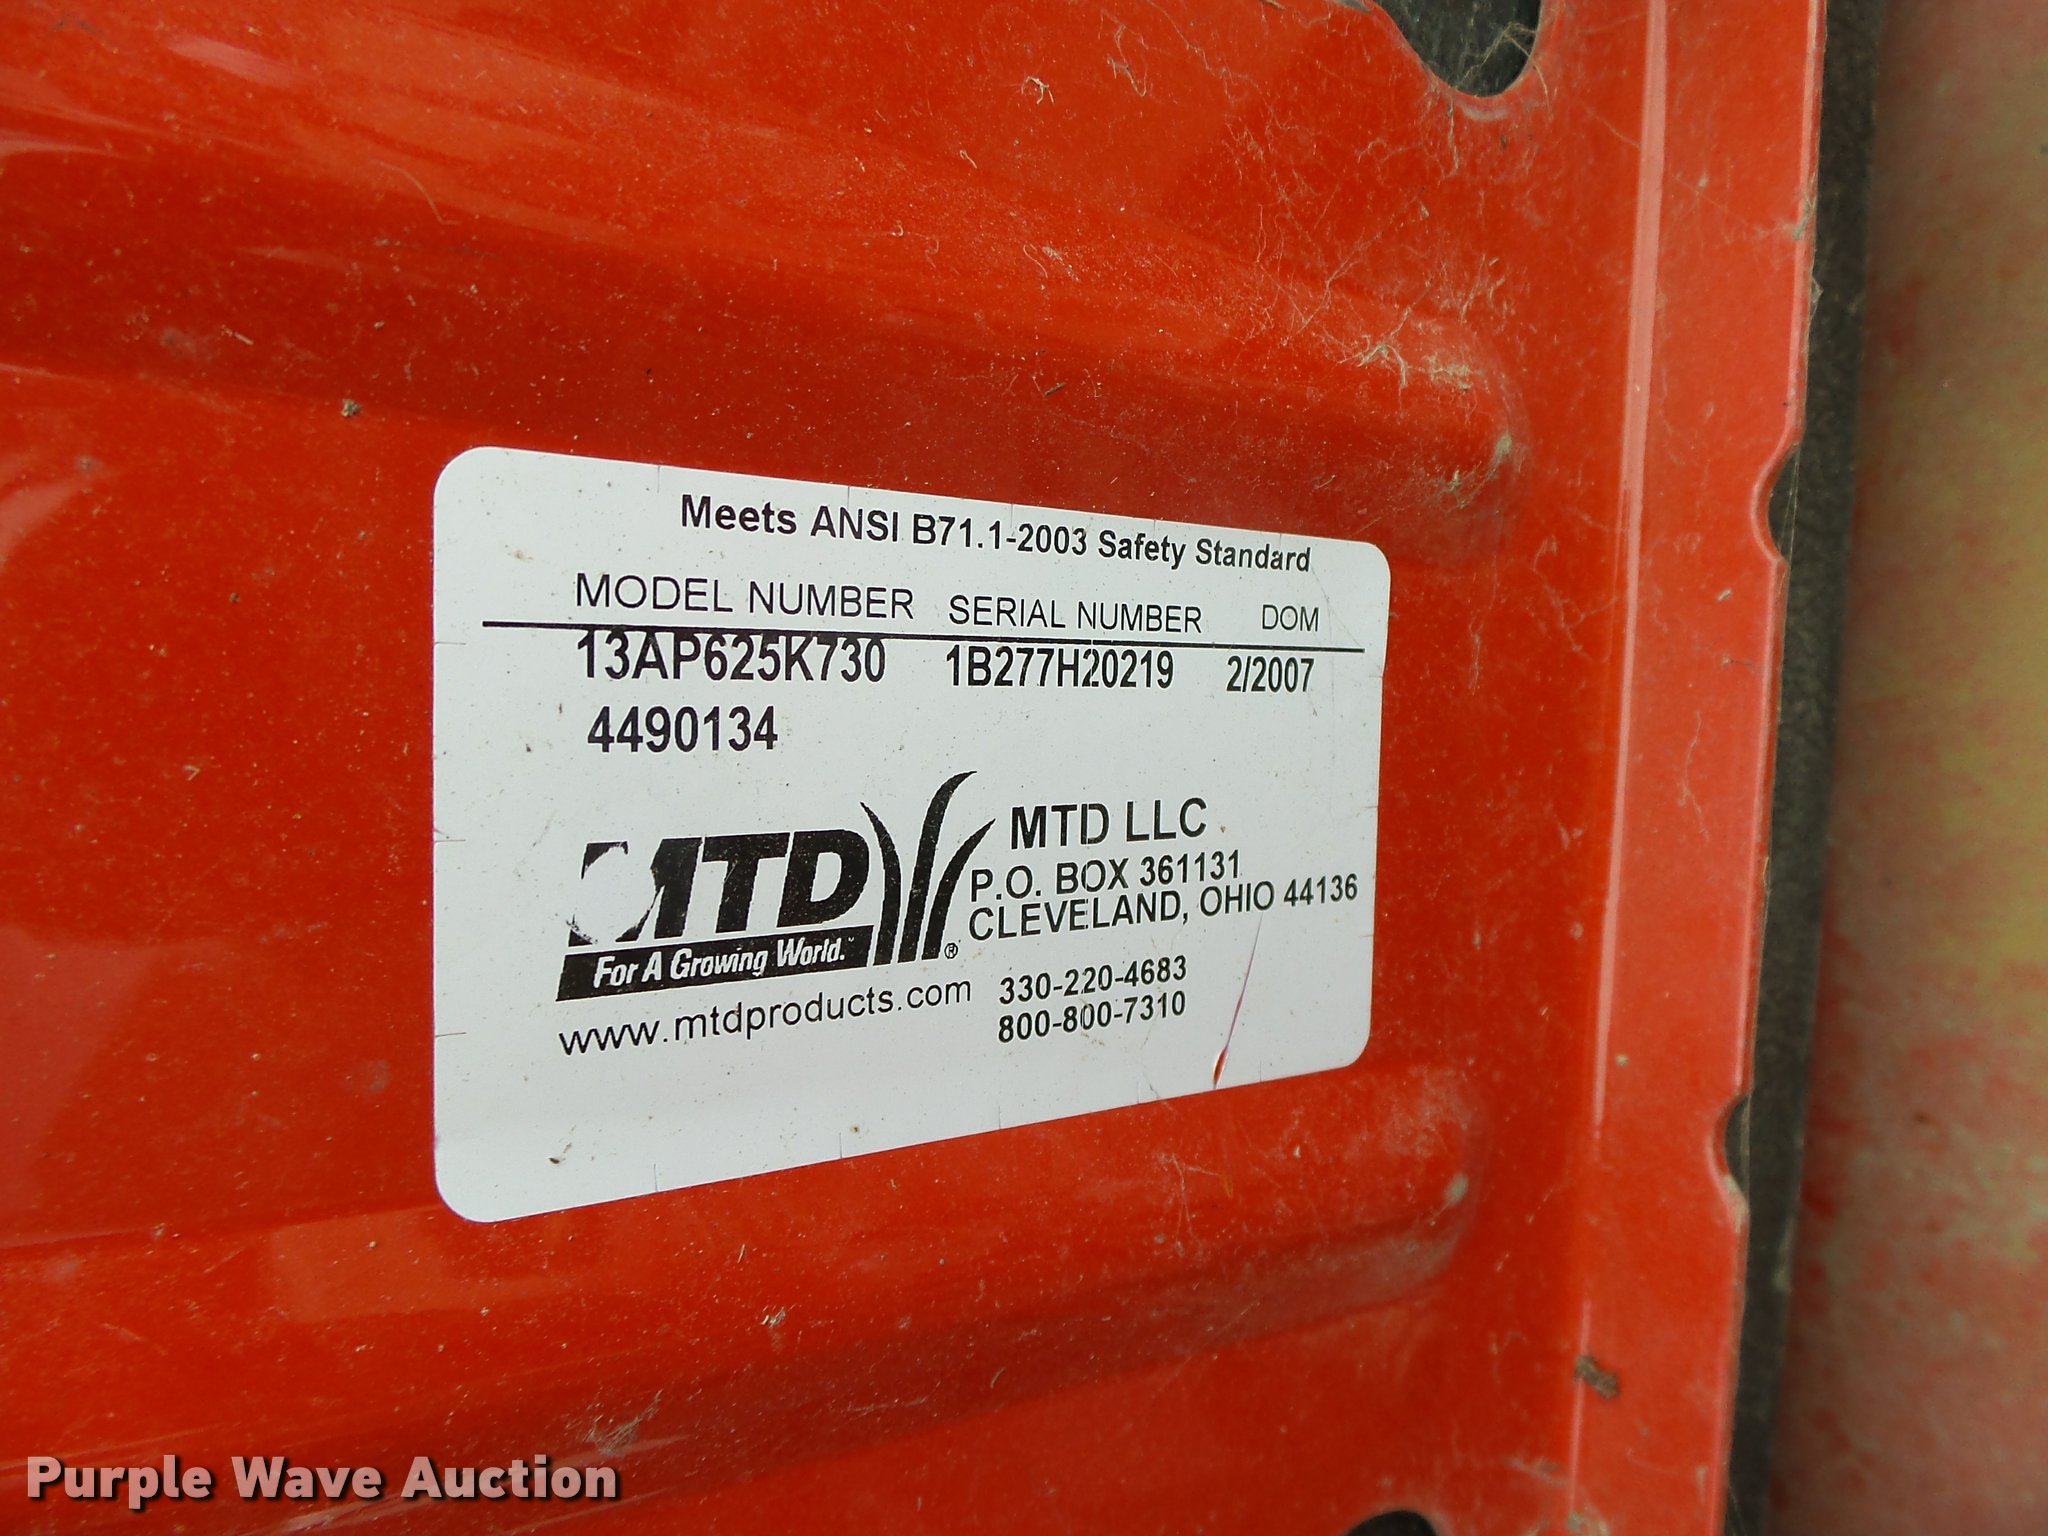 Meets ANSI B71.1-2003 Safety Standard
MODEL NUMBER SERIAL NUMBER DOM
13AP625K730 1B277H20219 2/2007
4490134
MTD
For A Growing World.
®
www.mtdproducts.com
MTD LLC
P.O. BOX 361131
CLEVELAND, OHIO 44136
330-220-4683
800-800-7310
Purple Wave Auction